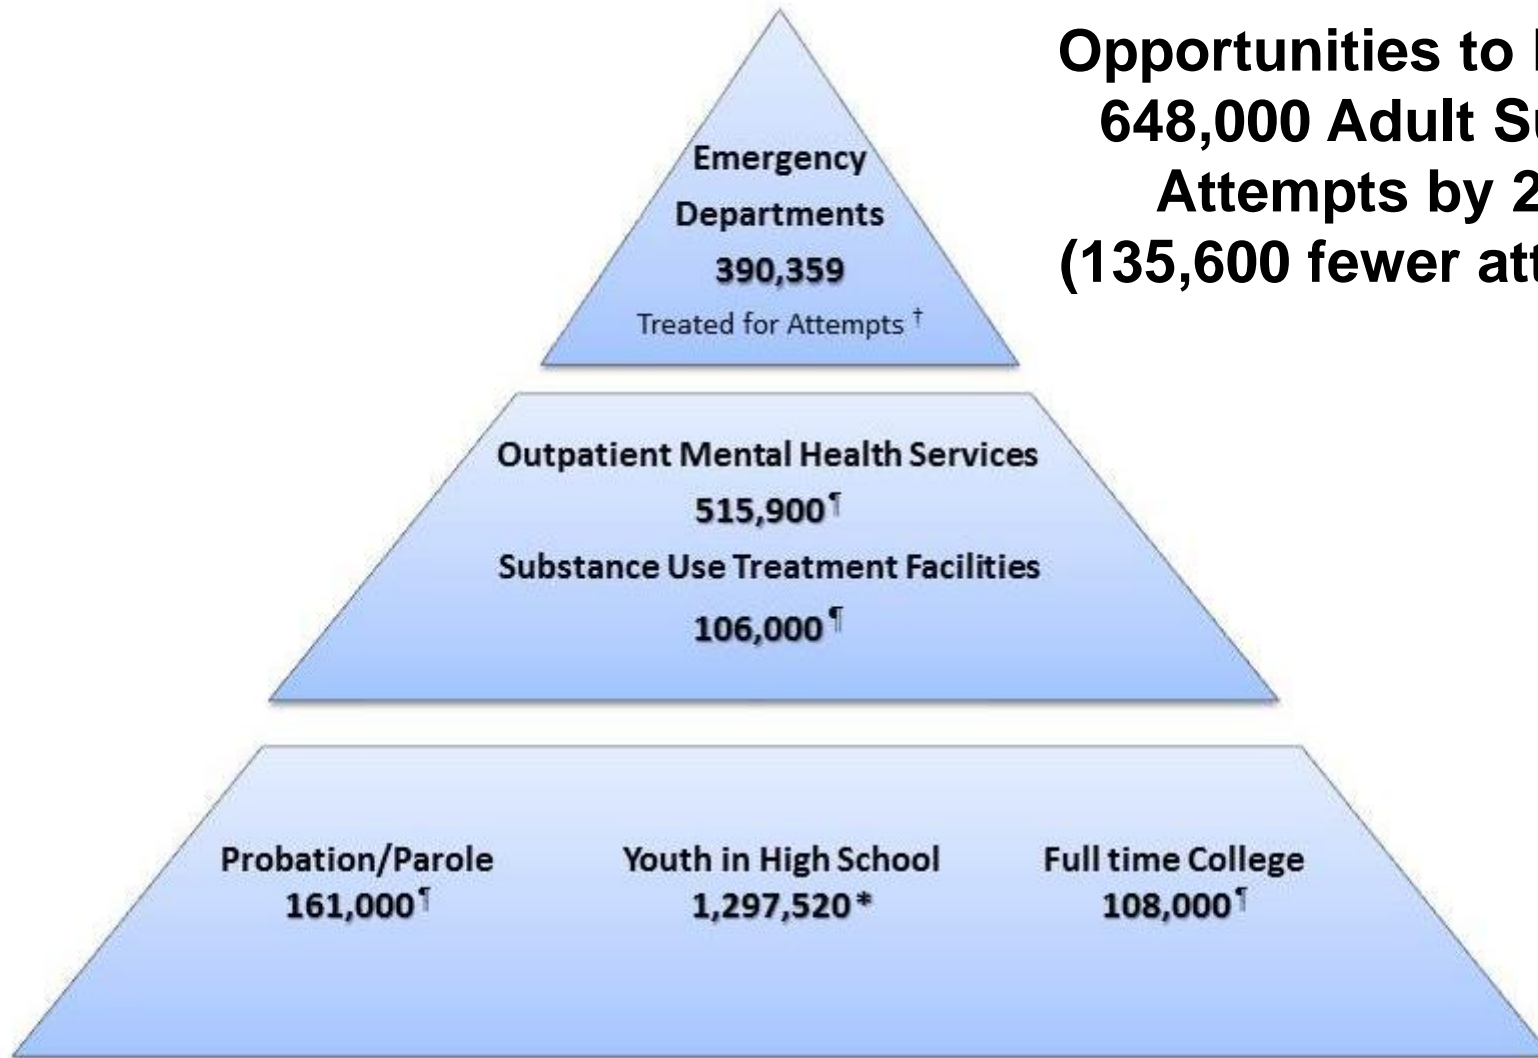 Opportunities to
648,000 Adult
Attempts by
(135,600 fewer
Emergency
Departments
390,359
Treated for Attempts †
Outpatient Mental Health Services
515,900¶
Substance Use Treatment Facilities
106,000¶
Probation/Parole
161,000¶
Youth in High School
1,297,520*
Full time College
108,000¶